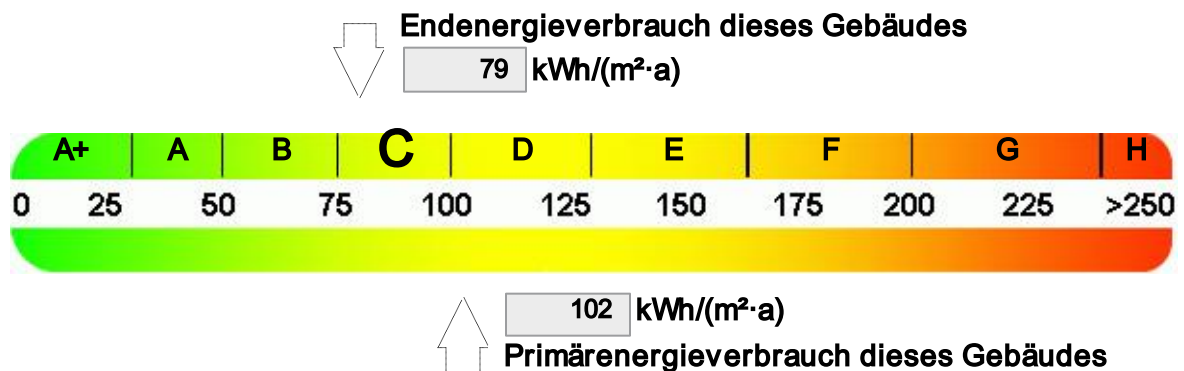 Endenergieverbrauch dieses Gebäudes
79 kWh/(m²·a)
A+ A B C D E F G H
0 25 50 75 100 125 150 175 200 225 >250
102 kWh/(m²·a)
Primärenergieverbrauch dieses Gebäudes